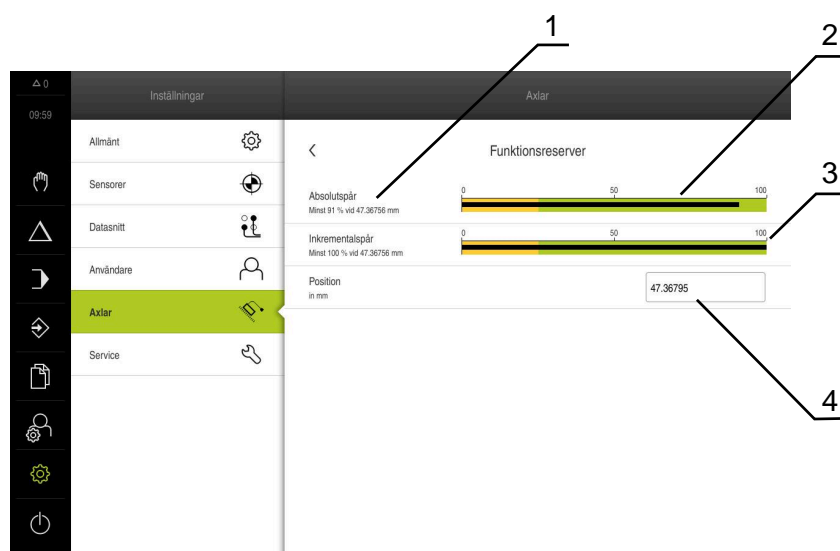 1
2
△ 0
Inställningar
Axlar
09:59
Allmänt
Funktionsreserver
Sensorer
Absolutspår
Minst 91 % vid 47.36756 mm
0 50 100
3
Datasnitt
Inkrementalspår
Minst 100 % vid 47.36756 mm
0 50 100
Användare
Position
in mm
47.36795
Axlar
Service
4